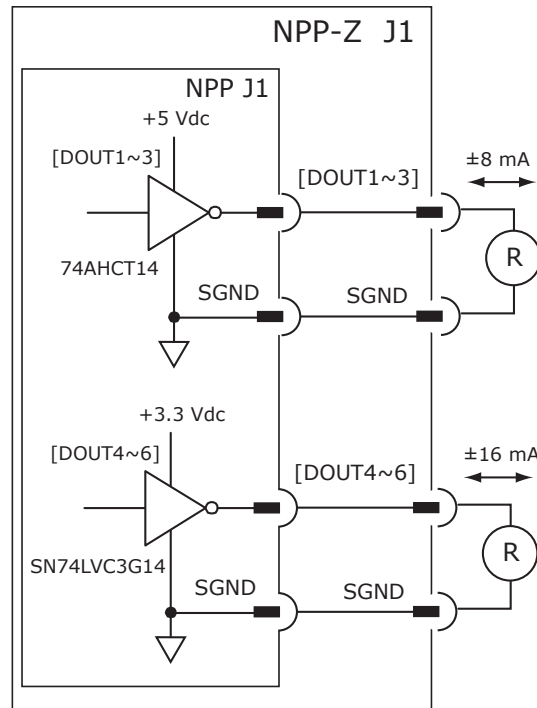 NPP-Z J1
NPP J1
+5 Vdc
[DOUT1~3]
[DOUT1~3]
±8 mA
R
74AHCT14
SGND
SGND
+3.3 Vdc
[DOUT4~6]
[DOUT4~6]
±16 mA
R
SN74LVC3G14
SGND
SGND